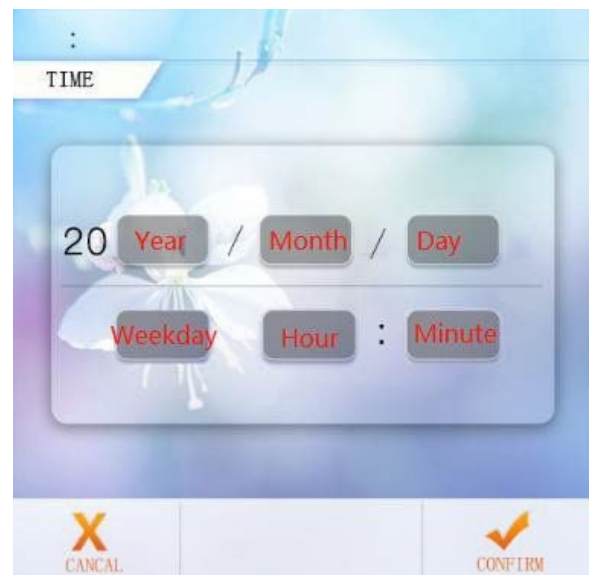 :
TIME
20 Year / Month / Day
Weekday Hour : Minute
CANCAL CONFIRM